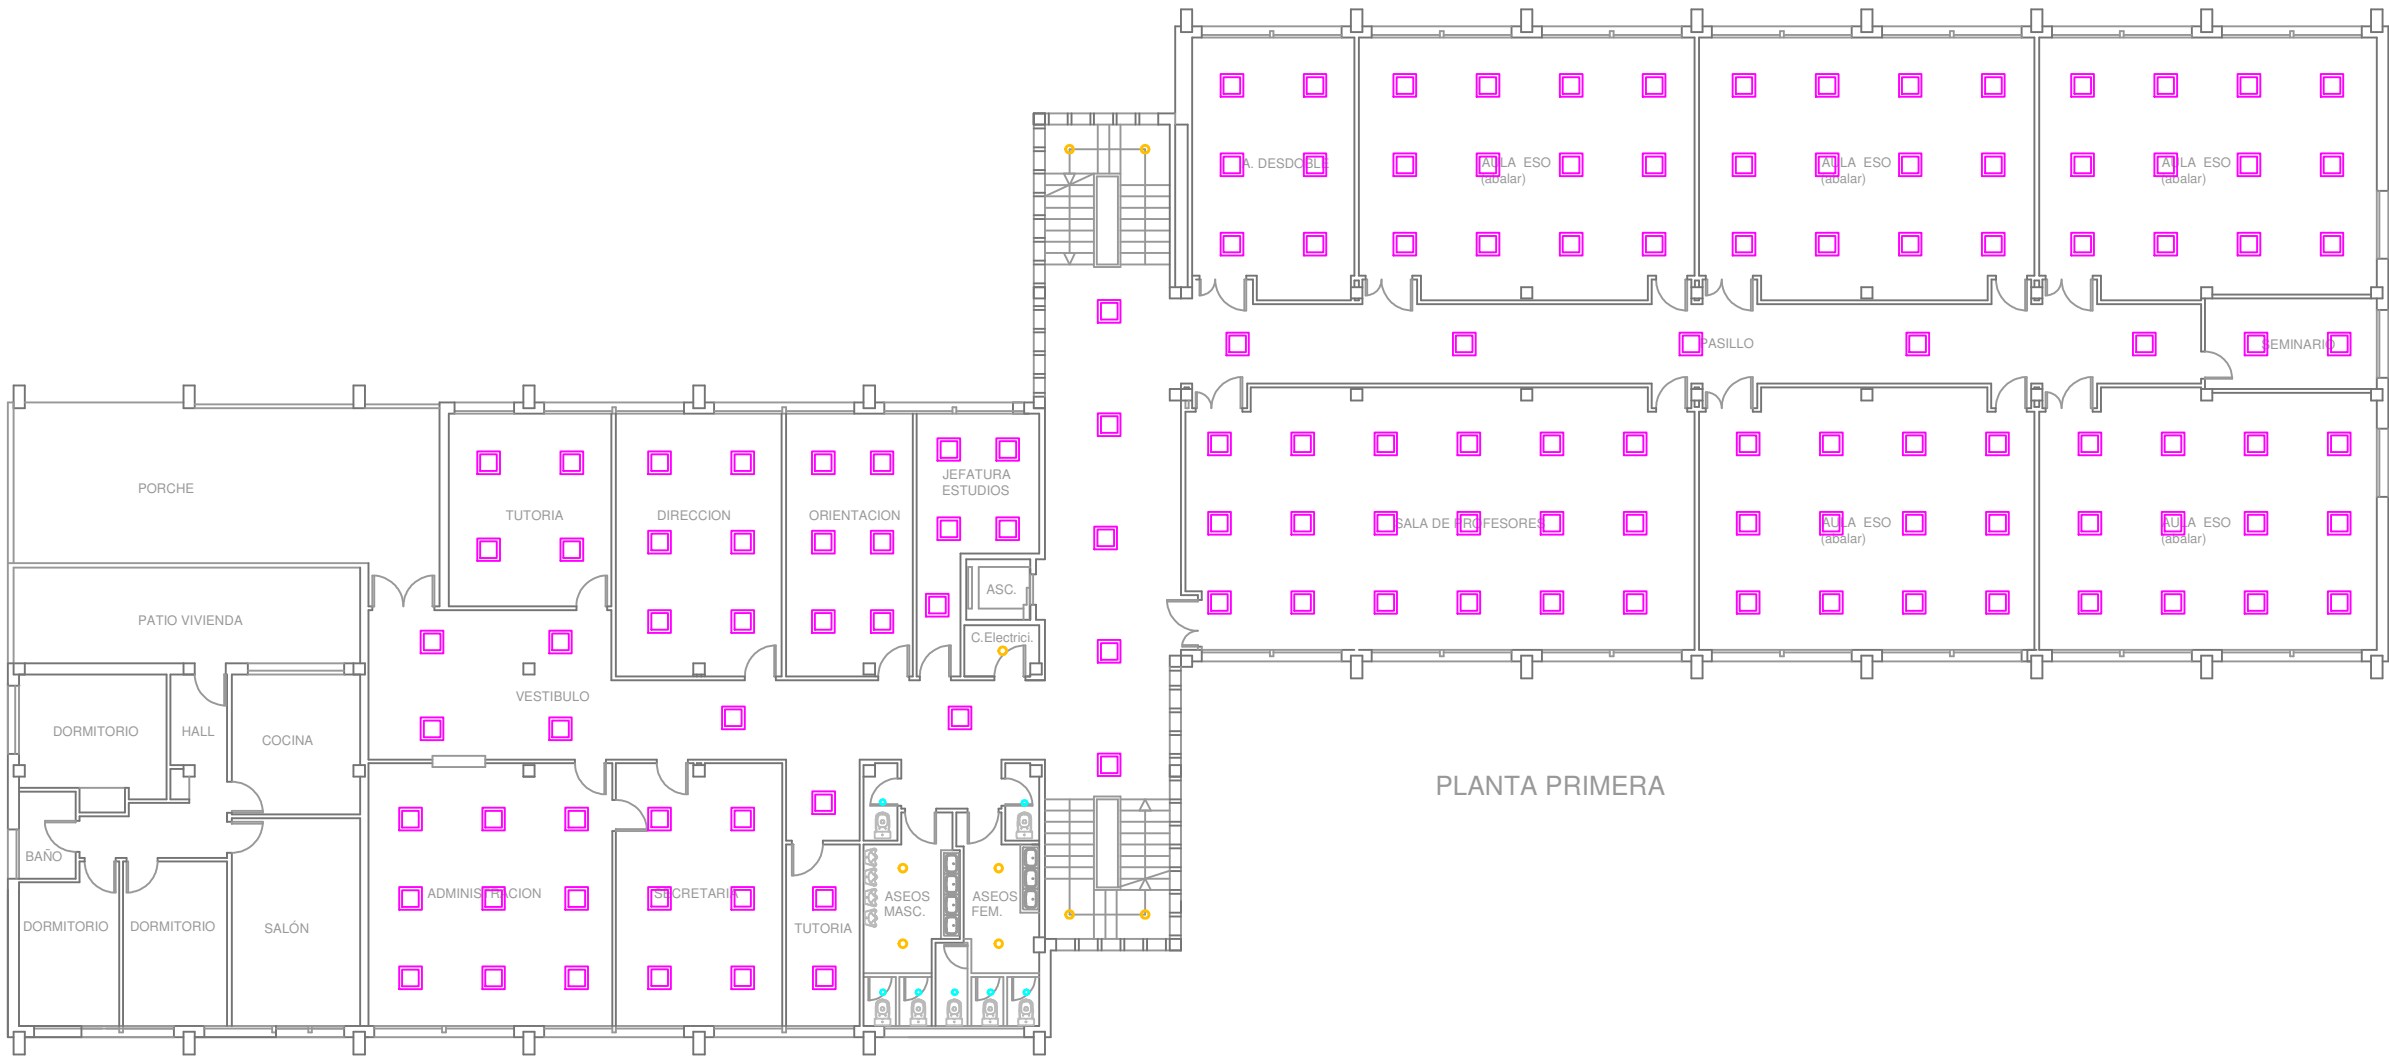 A. DESDOBLE
AULA ESO
(abalar)
AULA ESO
(abalar)
AULA ESO
(abalar)
PASILLO
SEMINARIO
PORCHE
TUTORIA
DIRECCION
ORIENTACION
JEFATURA
ESTUDIOS
SALA DE PROFESORES
AULA ESO
(abalar)
AULA ESO
(abalar)
ASC.
PATIO VIVIENDA
C.Electrici.
VESTIBULO
DORMITORIO
HALL
COCINA
PLANTA PRIMERA
BAÑO
ADMINISTRACION
SECRETARIA
ASEOS
MASC.
ASEOS
FEM.
DORMITORIO
DORMITORIO
SALÓN
TUTORIA